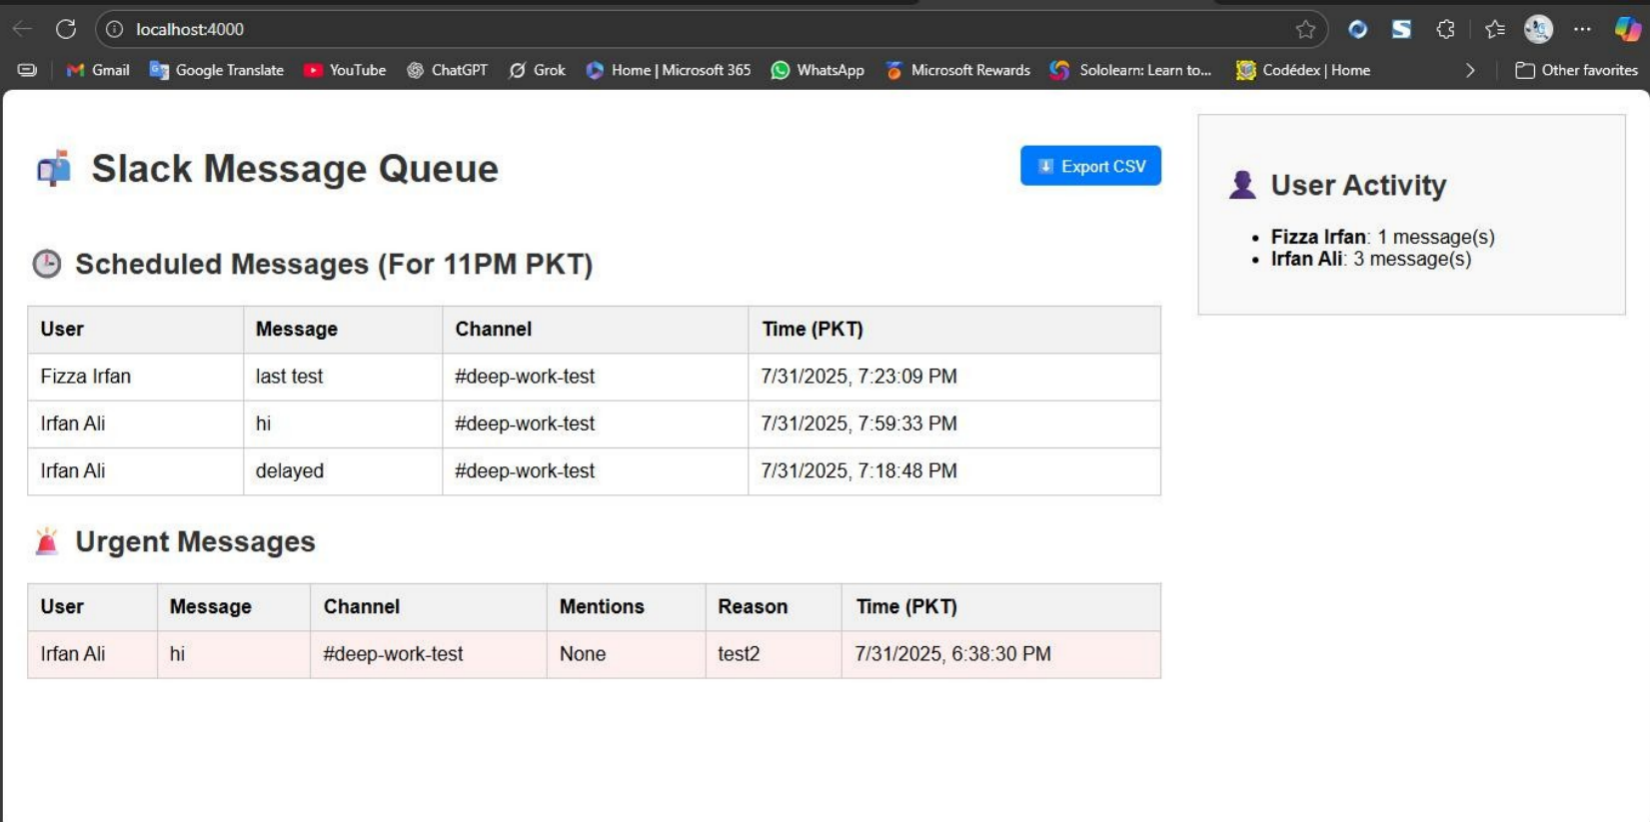 localhost:4000
Gmail Google Translate YouTube ChatGPT Grok Home | Microsoft 365 WhatsApp Microsoft Rewards Sololearn: Learn to... Codédex | Home Other favorites
Slack Message Queue
Export CSV
Scheduled Messages (For 11PM PKT)
User Message Channel Time (PKT)
Fizza Irfan last test #deep-work-test 7/31/2025, 7:23:09 PM
Irfan Ali hi #deep-work-test 7/31/2025, 7:59:33 PM
Irfan Ali delayed #deep-work-test 7/31/2025, 7:18:48 PM
Urgent Messages
User Message Channel Mentions Reason Time (PKT)
Irfan Ali hi #deep-work-test None test2 7/31/2025, 6:38:30 PM
User Activity
Fizza Irfan: 1 message(s)
Irfan Ali: 3 message(s)